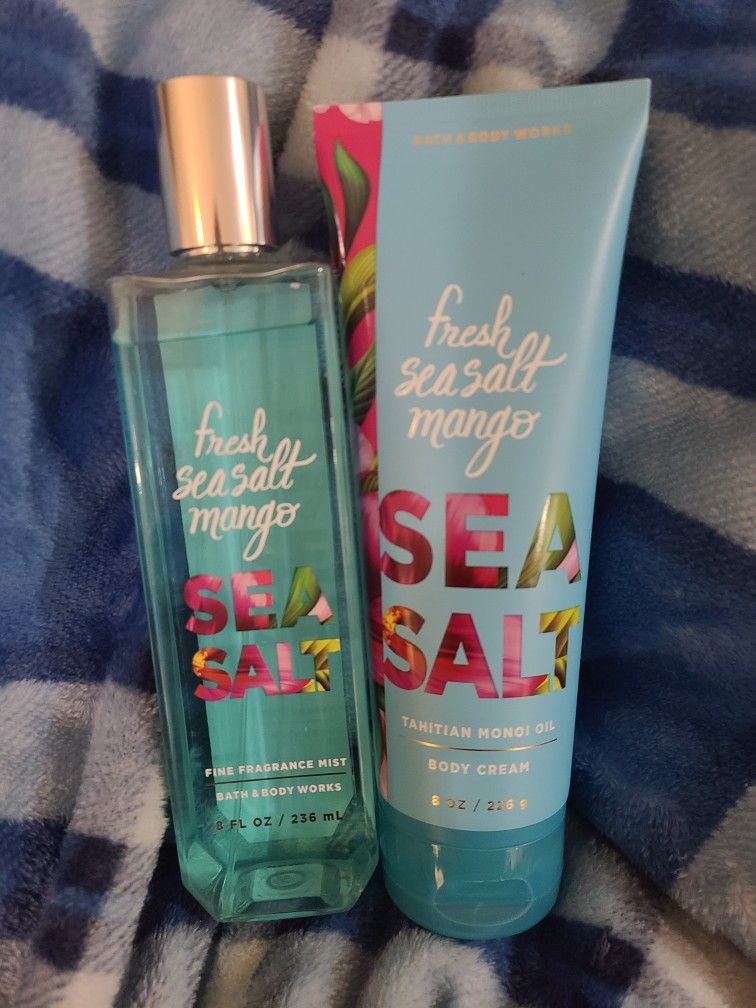 fresh
sea salt
mango
SEA
SALT
FINE FRAGRANCE MIST
BATH & BODY WORKS
8 FL OZ / 236 mL
BATH & BODY WORKS
fresh
sea salt
mango
SEA
SALT
TAHITIAN MONOI OIL
BODY CREAM
8 OZ / 226 g